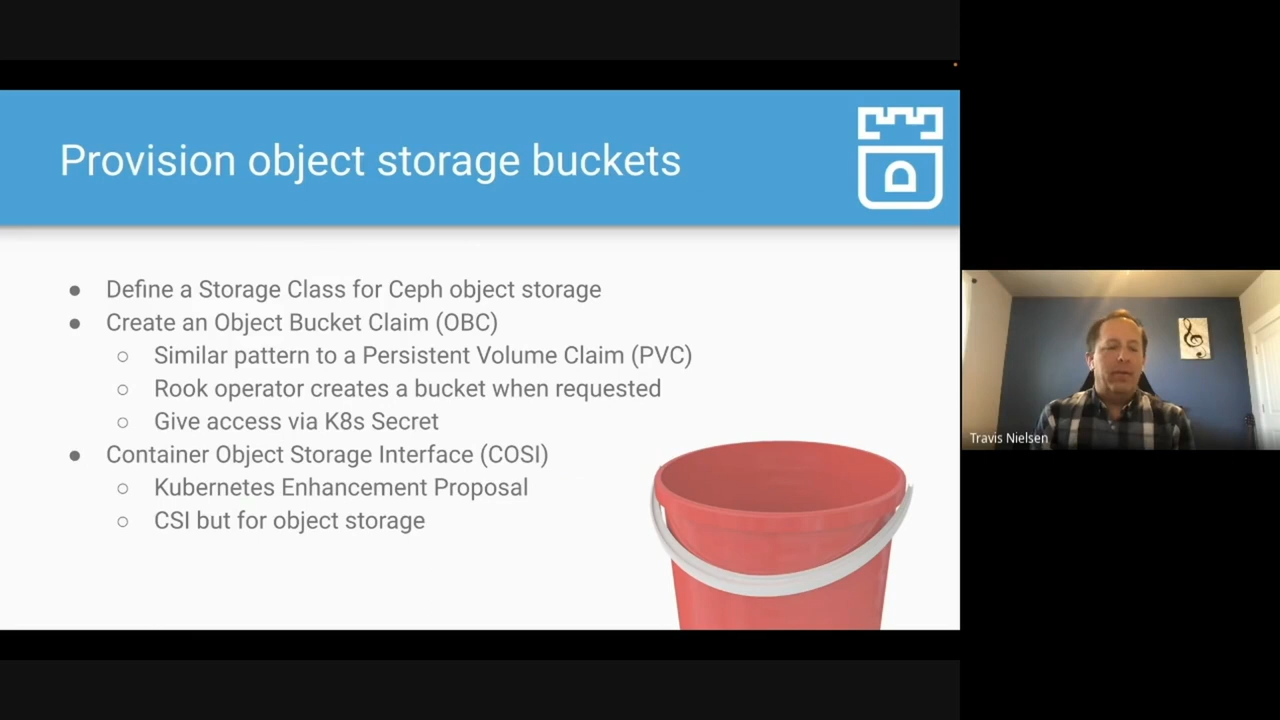 Provision object storage buckets
● Define a Storage Class for Ceph object storage
● Create an Object Bucket Claim (OBC)
○ Similar pattern to a Persistent Volume Claim (PVC)
○ Rook operator creates a bucket when requested
○ Give access via K8s Secret
● Container Object Storage Interface (COSI)
○ Kubernetes Enhancement Proposal
○ CSI but for object storage
Travis Nielsen